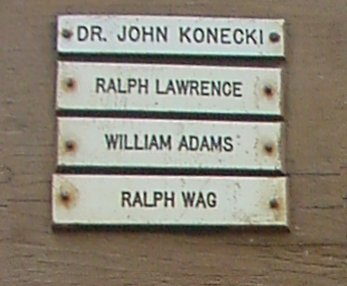 DR. JOHN KONECKI
RALPH LAWRENCE
WILLIAM ADAMS
RALPH WAG